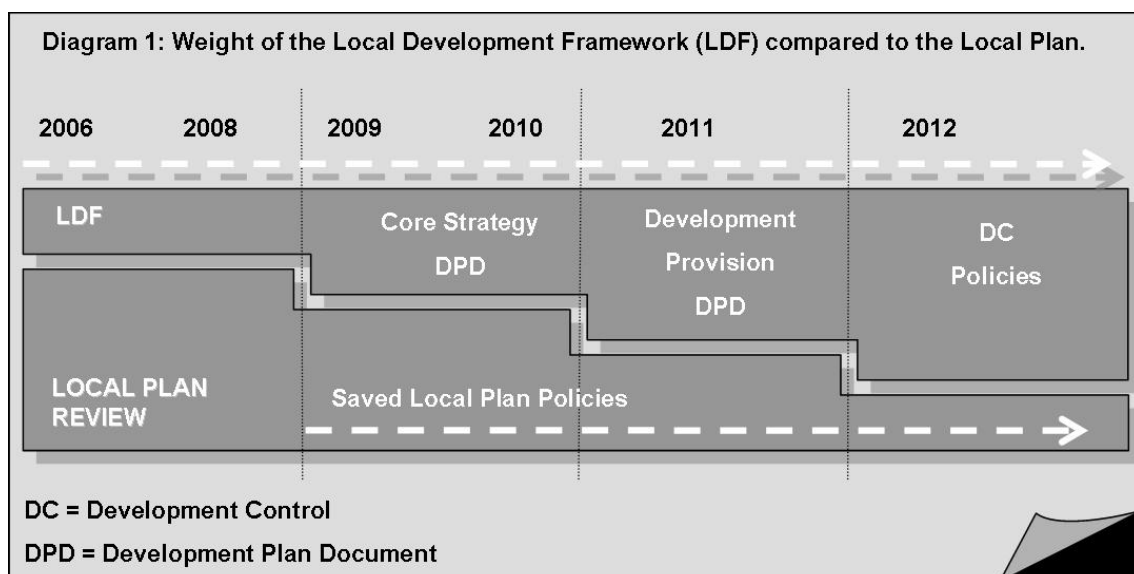 Diagram 1: Weight of the Local Development Framework (LDF) compared to the Local Plan.
2006 2008 2009 2010 2011 2012
LDF
Core Strategy
DPD
Development
Provision
DPD
DC
Policies
LOCAL PLAN
REVIEW
Saved Local Plan Policies
DC = Development Control
DPD = Development Plan Document